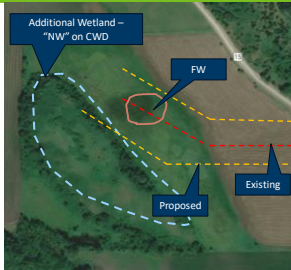 Additional Wetland –
"NW" on CWD
FW
Existing
Proposed